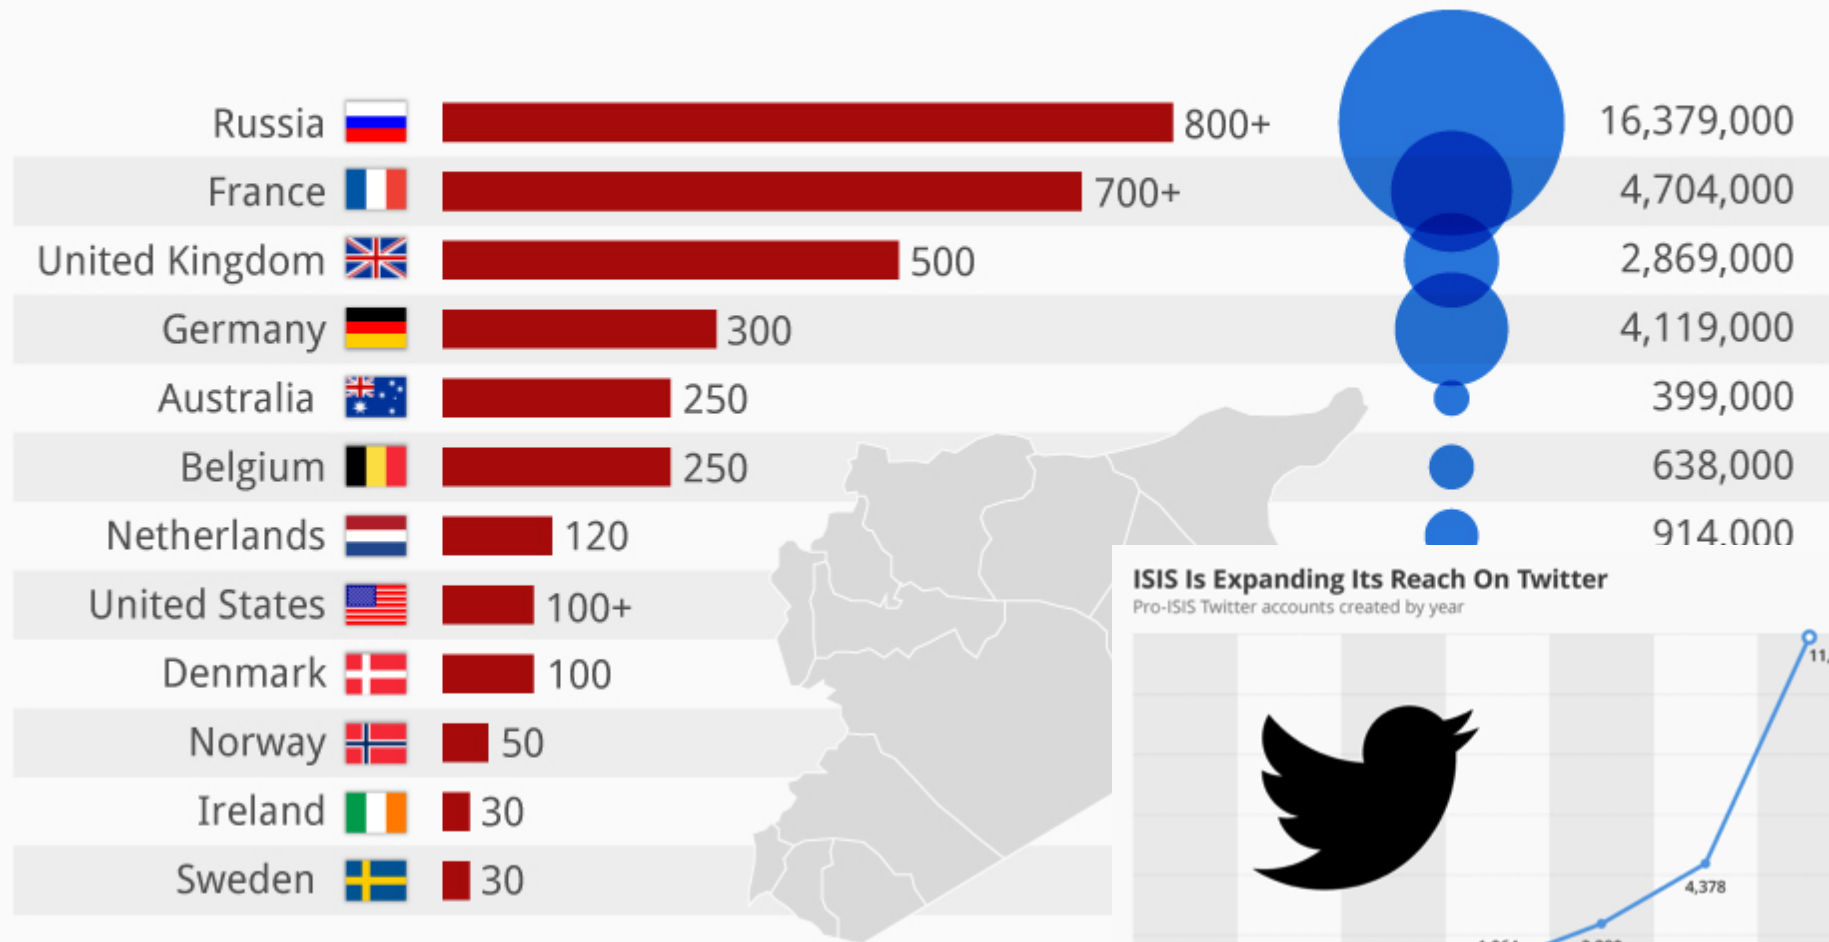 Russia 800+ 16,379,000
France 700+ 4,704,000
United Kingdom 500 2,869,000
Germany 300 4,119,000
Australia 250 399,000
Belgium 250 638,000
Netherlands 120 914,000
United States 100+
Denmark 100
Norway 50
Ireland 30
Sweden 30
ISIS Is Expanding Its Reach On Twitter
Pro-ISIS Twitter accounts created by year
11,
4,378